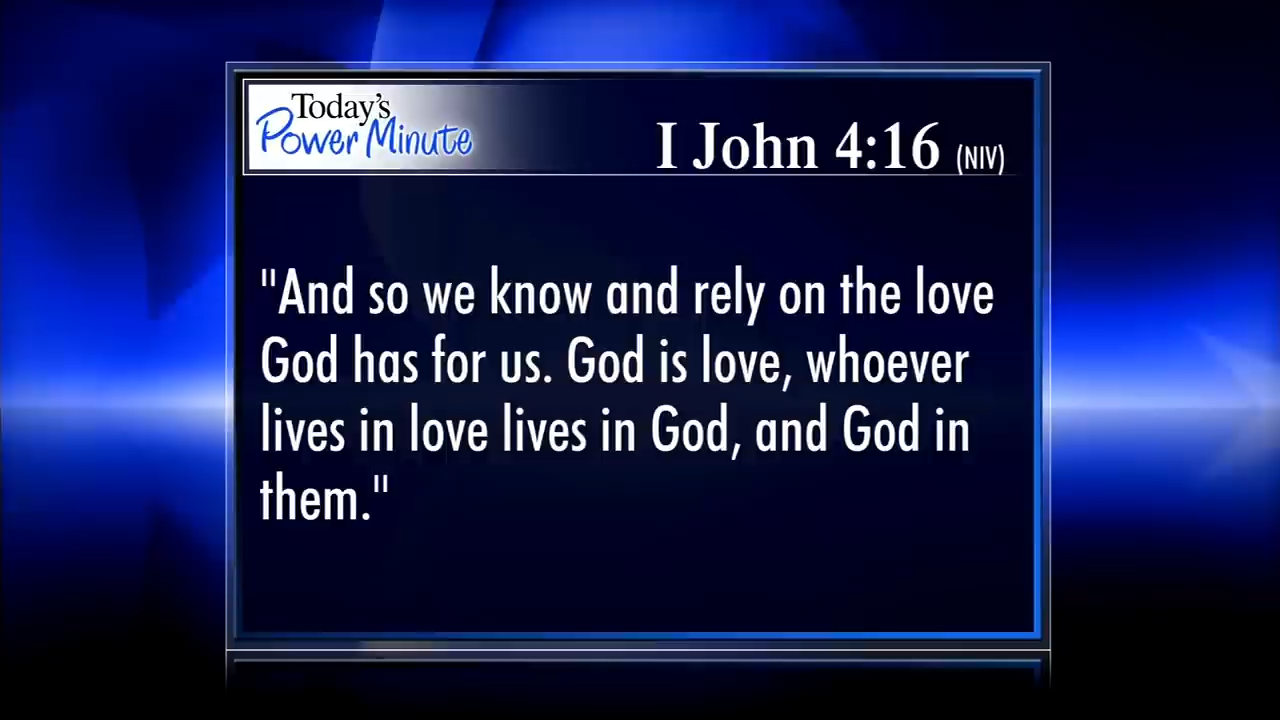 Today's
Power Minute
I John 4:16 (NIV)
"And so we know and rely on the love
God has for us. God is love, whoever
lives in love lives in God, and God in
them."